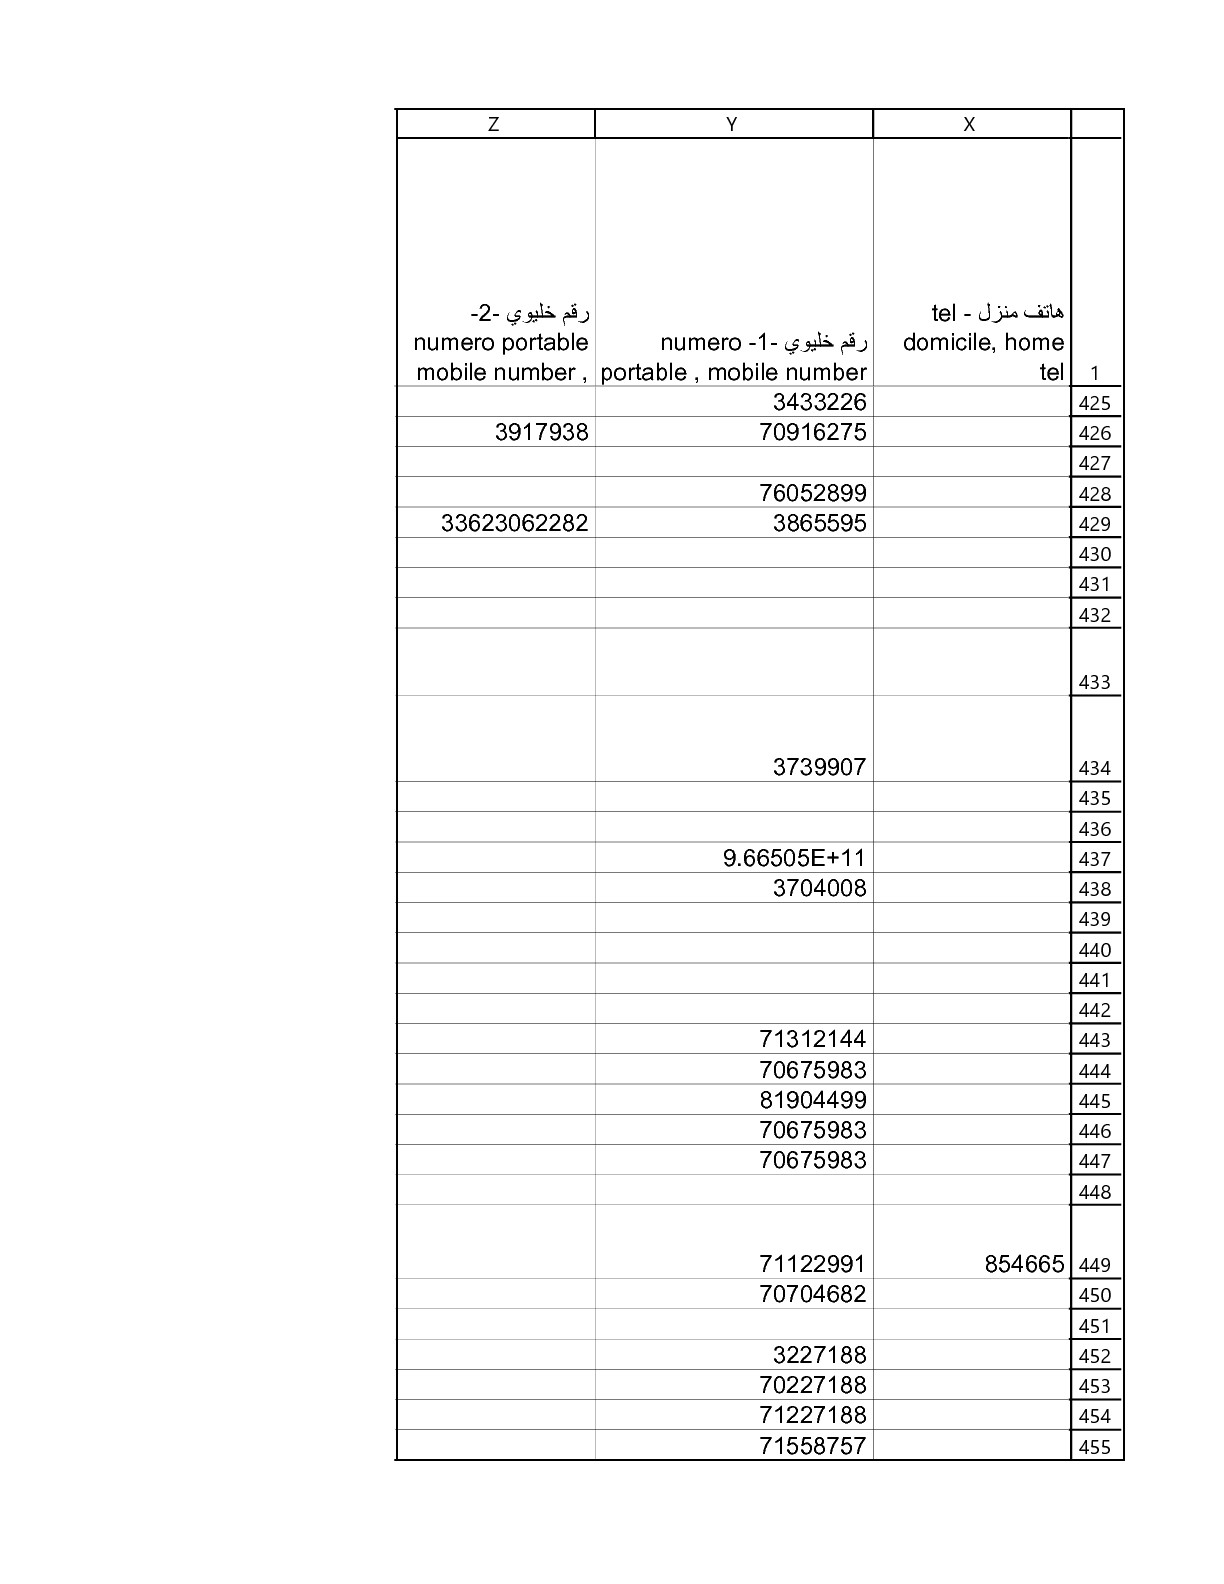 Z Y X
رقم خليوي -2-
numero portable
mobile number ,
رقم خليوي -1- numero
portable , mobile number
هاتف منزل - tel
domicile, home
tel
1
3433226 425
3917938 70916275 426
427
76052899 428
33623062282 3865595 429
430
431
432
433
3739907 434
435
436
9.66505E+11 437
3704008 438
439
440
441
442
71312144 443
70675983 444
81904499 445
70675983 446
70675983 447
448
71122991 854665 449
70704682 450
451
3227188 452
70227188 453
71227188 454
71558757 455